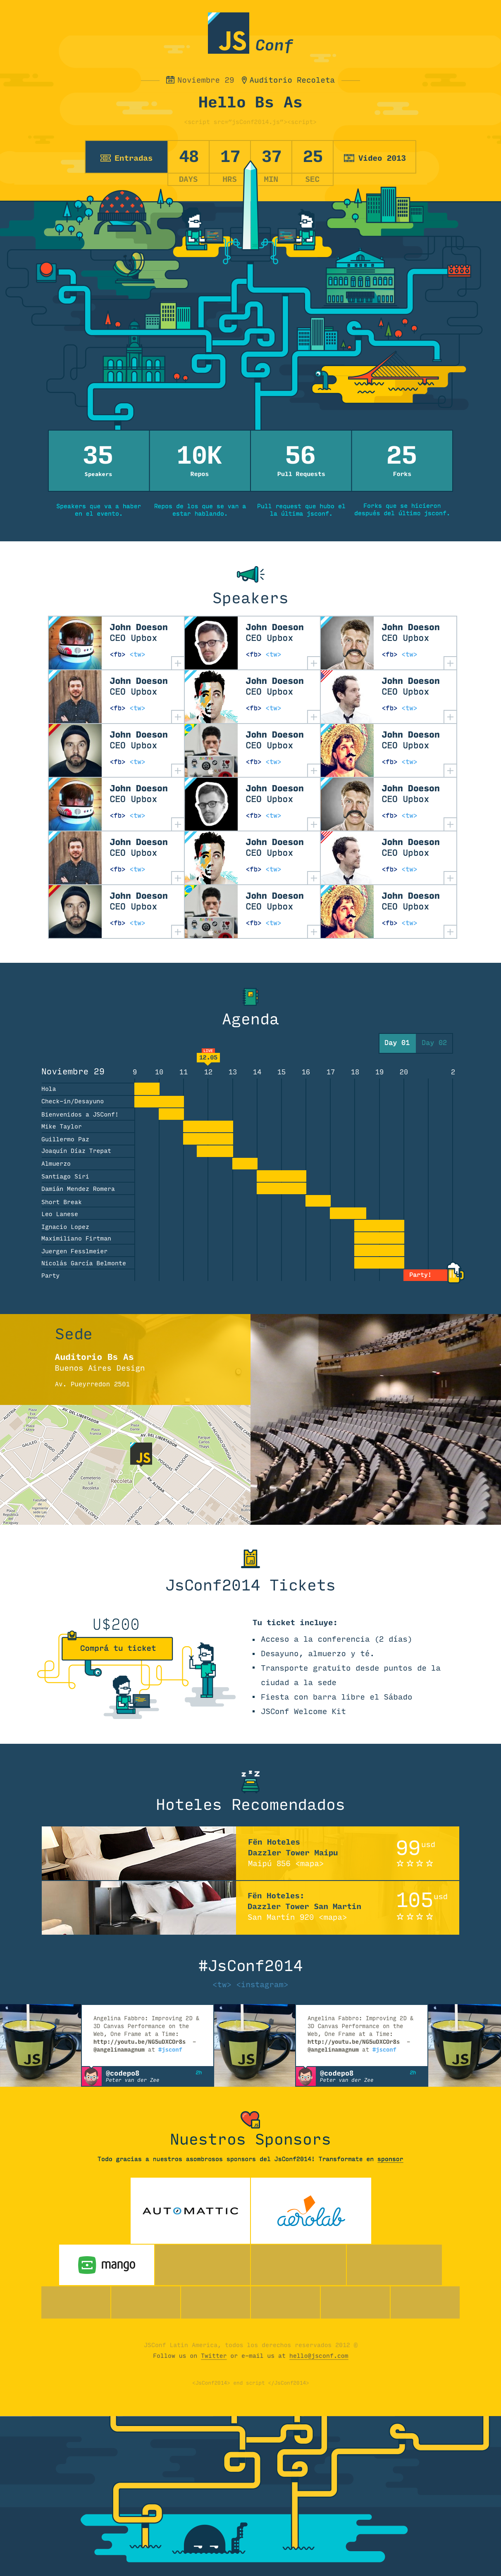 JS Conf
Noviembre 29 Auditorio Recoleta
Hello Bs As
<script src="jsConf2014.js"><script>
Entradas
48 17 37 25
DAYS HRS MIN SEC
Video 2013
35 10K 56 25
Speakers Repos Pull Requests Forks
Speakers que va a haber
en el evento.
Repos de los que se van a
estar hablando.
Pull request que hubo el
la última jsconf.
Forks que se hicieron
después del último jsconf.
Speakers
John Doeson John Doeson John Doeson
CEO Upbox CEO Upbox CEO Upbox
<fb> <tw> <fb> <tw> <fb> <tw>
John Doeson John Doeson John Doeson
CEO Upbox CEO Upbox CEO Upbox
<fb> <tw> <fb> <tw> <fb> <tw>
John Doeson John Doeson John Doeson
CEO Upbox CEO Upbox CEO Upbox
<fb> <tw> <fb> <tw> <fb> <tw>
John Doeson John Doeson John Doeson
CEO Upbox CEO Upbox CEO Upbox
<fb> <tw> <fb> <tw> <fb> <tw>
John Doeson John Doeson John Doeson
CEO Upbox CEO Upbox CEO Upbox
<fb> <tw> <fb> <tw> <fb> <tw>
John Doeson John Doeson John Doeson
CEO Upbox CEO Upbox CEO Upbox
<fb> <tw> <fb> <tw> <fb> <tw>
Agenda
Day 01 Day 02
LIVE
12.05
Noviembre 29 9 10 11 12 13 14 15 16 17 18 19 20 2
Hola
Check-in/Desayuno
Bienvenidos a JSConf!
Mike Taylor
Guillermo Paz
Joaquín Díaz Trepat
Almuerzo
Santiago Siri
Damián Mendez Romera
Short Break
Leo Lanese
Ignacio Lopez
Maximiliano Firtman
Juergen Fesslmeier
Nicolás García Belmonte
Party Party!
Sede
Auditorio Bs As
Buenos Aires Design
Av. Pueyrredon 2501
AV. DEL LIBERTADOR
Cementerio
La
Recoleta
Recoleta
JS
JsConf2014 Tickets
U$200
Comprá tu ticket
Tu ticket incluye:
Acceso a la conferencia (2 días)
Desayuno, almuerzo y té.
Transporte gratuito desde puntos de la
ciudad a la sede
Fiesta con barra libre el Sábado
JSConf Welcome Kit
z z z
Hoteles Recomendados
Fën Hoteles
Dazzler Tower Maipu
Maipú 856 <mapa>
99 usd
Fën Hoteles:
Dazzler Tower San Martin
San Martin 920 <mapa>
105 usd
#JsConf2014
<tw> <instagram>
Angelina Fabbro: Improving 2D &
3D Canvas Performance on the
Web, One Frame at a Time:
http://youtu.be/NG5uDXCOr8s –
@angelinamagnum at #jsconf
@codepo8 2h
Peter van der Zee
Angelina Fabbro: Improving 2D &
3D Canvas Performance on the
Web, One Frame at a Time:
http://youtu.be/NG5uDXCOr8s –
@angelinamagnum at #jsconf
@codepo8 2h
Peter van der Zee
JS JS JS
Nuestros Sponsors
Todo gracias a nuestros asombrosos sponsors del JsConf2014! Transformate en sponsor
AUTOMATTIC aerolab
mango
JSConf Latin America, todos los derechos reservados 2012 ©
Follow us on Twitter or e-mail us at hello@jsconf.com
</JsConf2014> end script </JsConf2014>